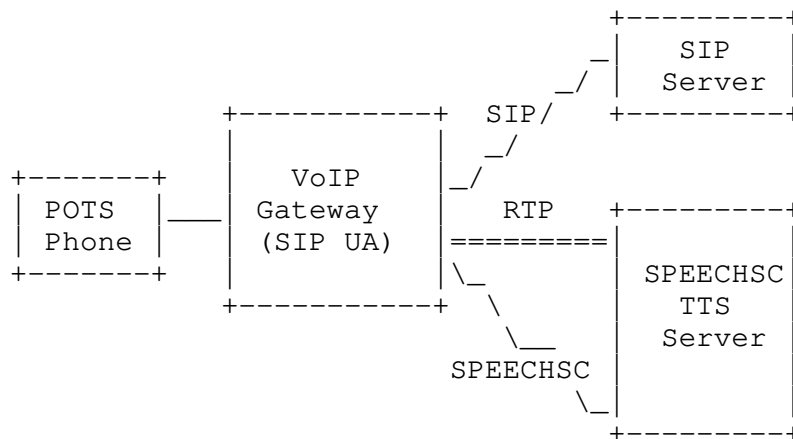 SIP
Server
SIP
VoIP
Gateway
(SIP UA)
POTS
Phone
RTP
SPEECHSC
TTS
Server
SPEECHSC